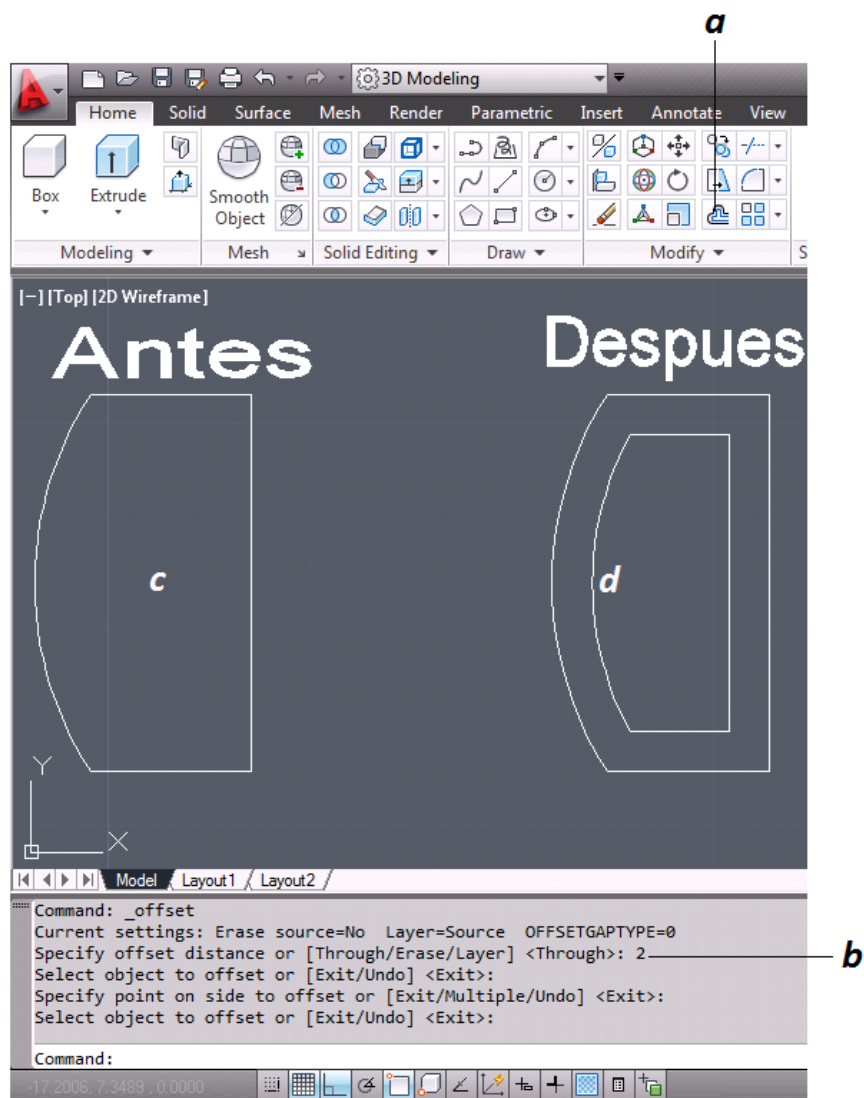 a
3D Modeling
Home Solid Surface Mesh Render Parametric Insert Annotate View
Box Extrude Smooth Object
Modeling Mesh Solid Editing Draw Modify S
[−] [Top] [2D Wireframe]
Antes Despues
c d
Y
X
Model Layout1 Layout2
Command: _offset
Current settings: Erase source=No Layer=Source OFFSETGAPTYPE=0
Specify offset distance or [Through/Erase/Layer] <Through>: 2 b
Select object to offset or [Exit/Undo] <Exit>:
Specify point on side to offset or [Exit/Multiple/Undo] <Exit>:
Select object to offset or [Exit/Undo] <Exit>:
Command:
-17.2006, 7.3489 , 0.0000